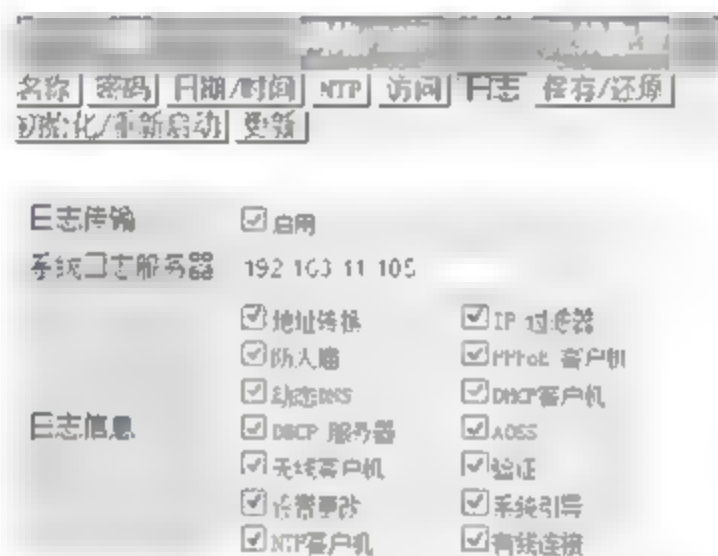 名称 密码 日期/时间 NTP 访问 日志 保存/还原
初始化/重新启动 更新
日志传输 启用
系统日志服务器 192 168 11 105
地址转换 IP 过滤器
防火墙 PPPoE 客户机
动态DNS DHCP客户机
日志信息 DHCP 服务器 AOSS
无线客户机 验证
设置更改 系统引导
NTP客户机 有线连接